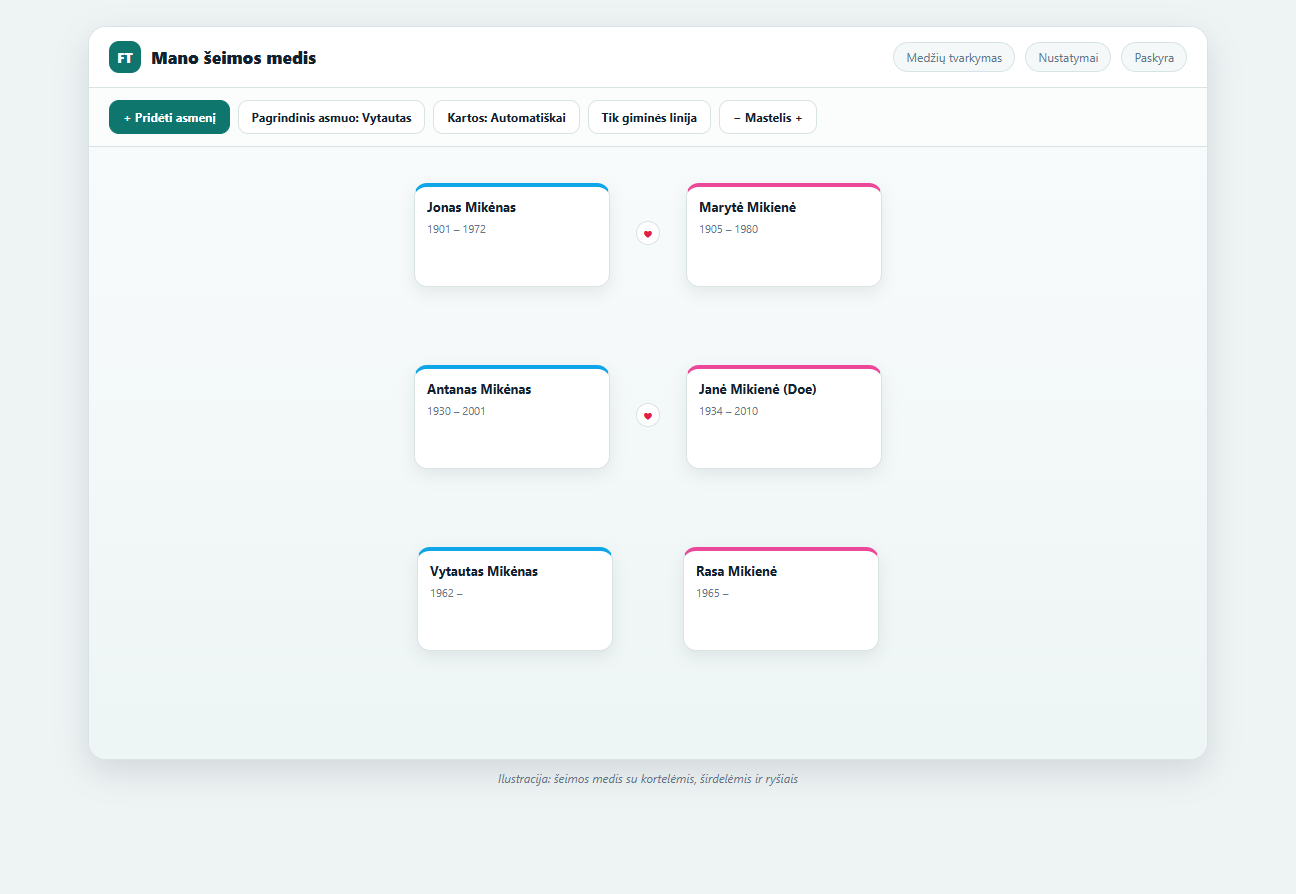 FT Mano šeimos medis Medžių tvarkymas Nustatymai Paskyra
+ Pridėti asmenį Pagrindinis asmuo: Vytautas Kartos: Automatiškai Tik giminės linija − Mastelis +
Jonas Mikėnas Marytė Mikienė
1901 – 1972 1905 – 1980
Antanas Mikėnas Janė Mikienė (Doe)
1930 – 2001 1934 – 2010
Vytautas Mikėnas Rasa Mikienė
1962 – 1965 –
Ilustracija: šeimos medis su kortelėmis, širdelėmis ir ryšiais